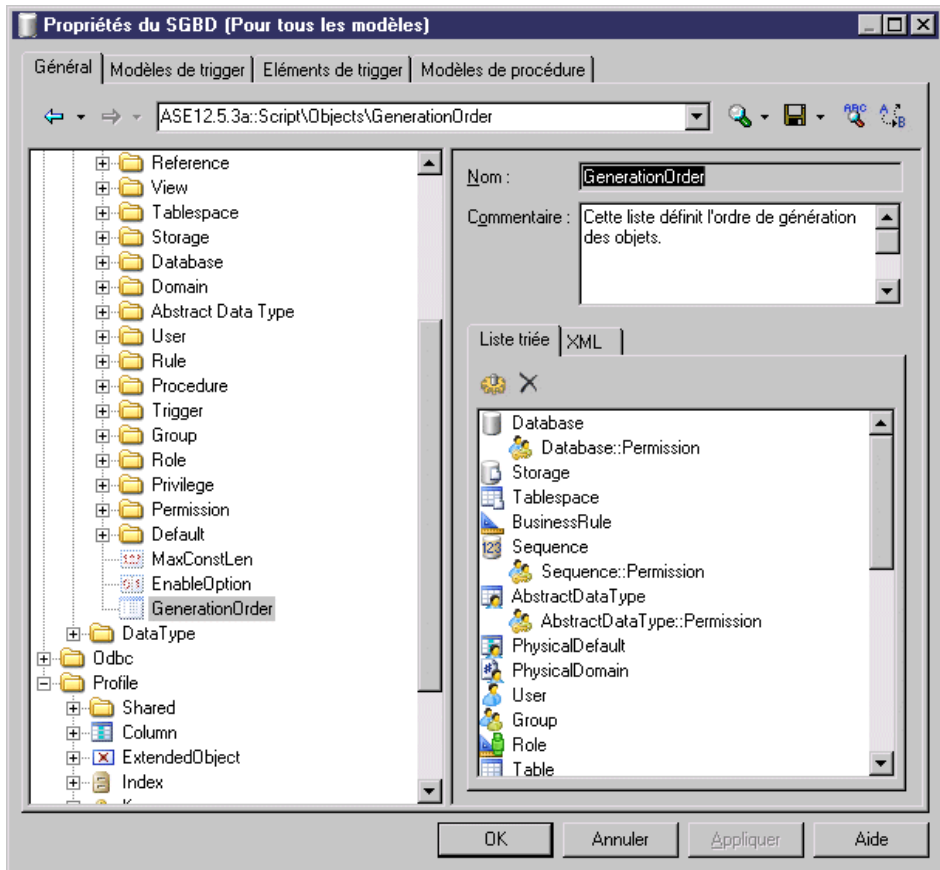 Propriétés du SGBD (Pour tous les modèles)
Général
Modèles de trigger
Eléments de trigger
Modèles de procédure
ASE12.5.3a::Script\Objects\GenerationOrder
Reference
View
Tablespace
Storage
Database
Domain
Abstract Data Type
User
Rule
Procedure
Trigger
Group
Role
Privilege
Permission
Default
MaxConstLen
EnableOption
GenerationOrder
DataType
Odbc
Profile
Shared
Column
ExtendedObject
Index
Nom :
GenerationOrder
Commentaire :
Cette liste définit l'ordre de génération
des objets.
Liste triée
XML
Database
Database::Permission
Storage
Tablespace
BusinessRule
Sequence
Sequence::Permission
AbstractDataType
AbstractDataType::Permission
PhysicalDefault
PhysicalDomain
User
Group
Role
Table
OK
Annuler
Appliquer
Aide